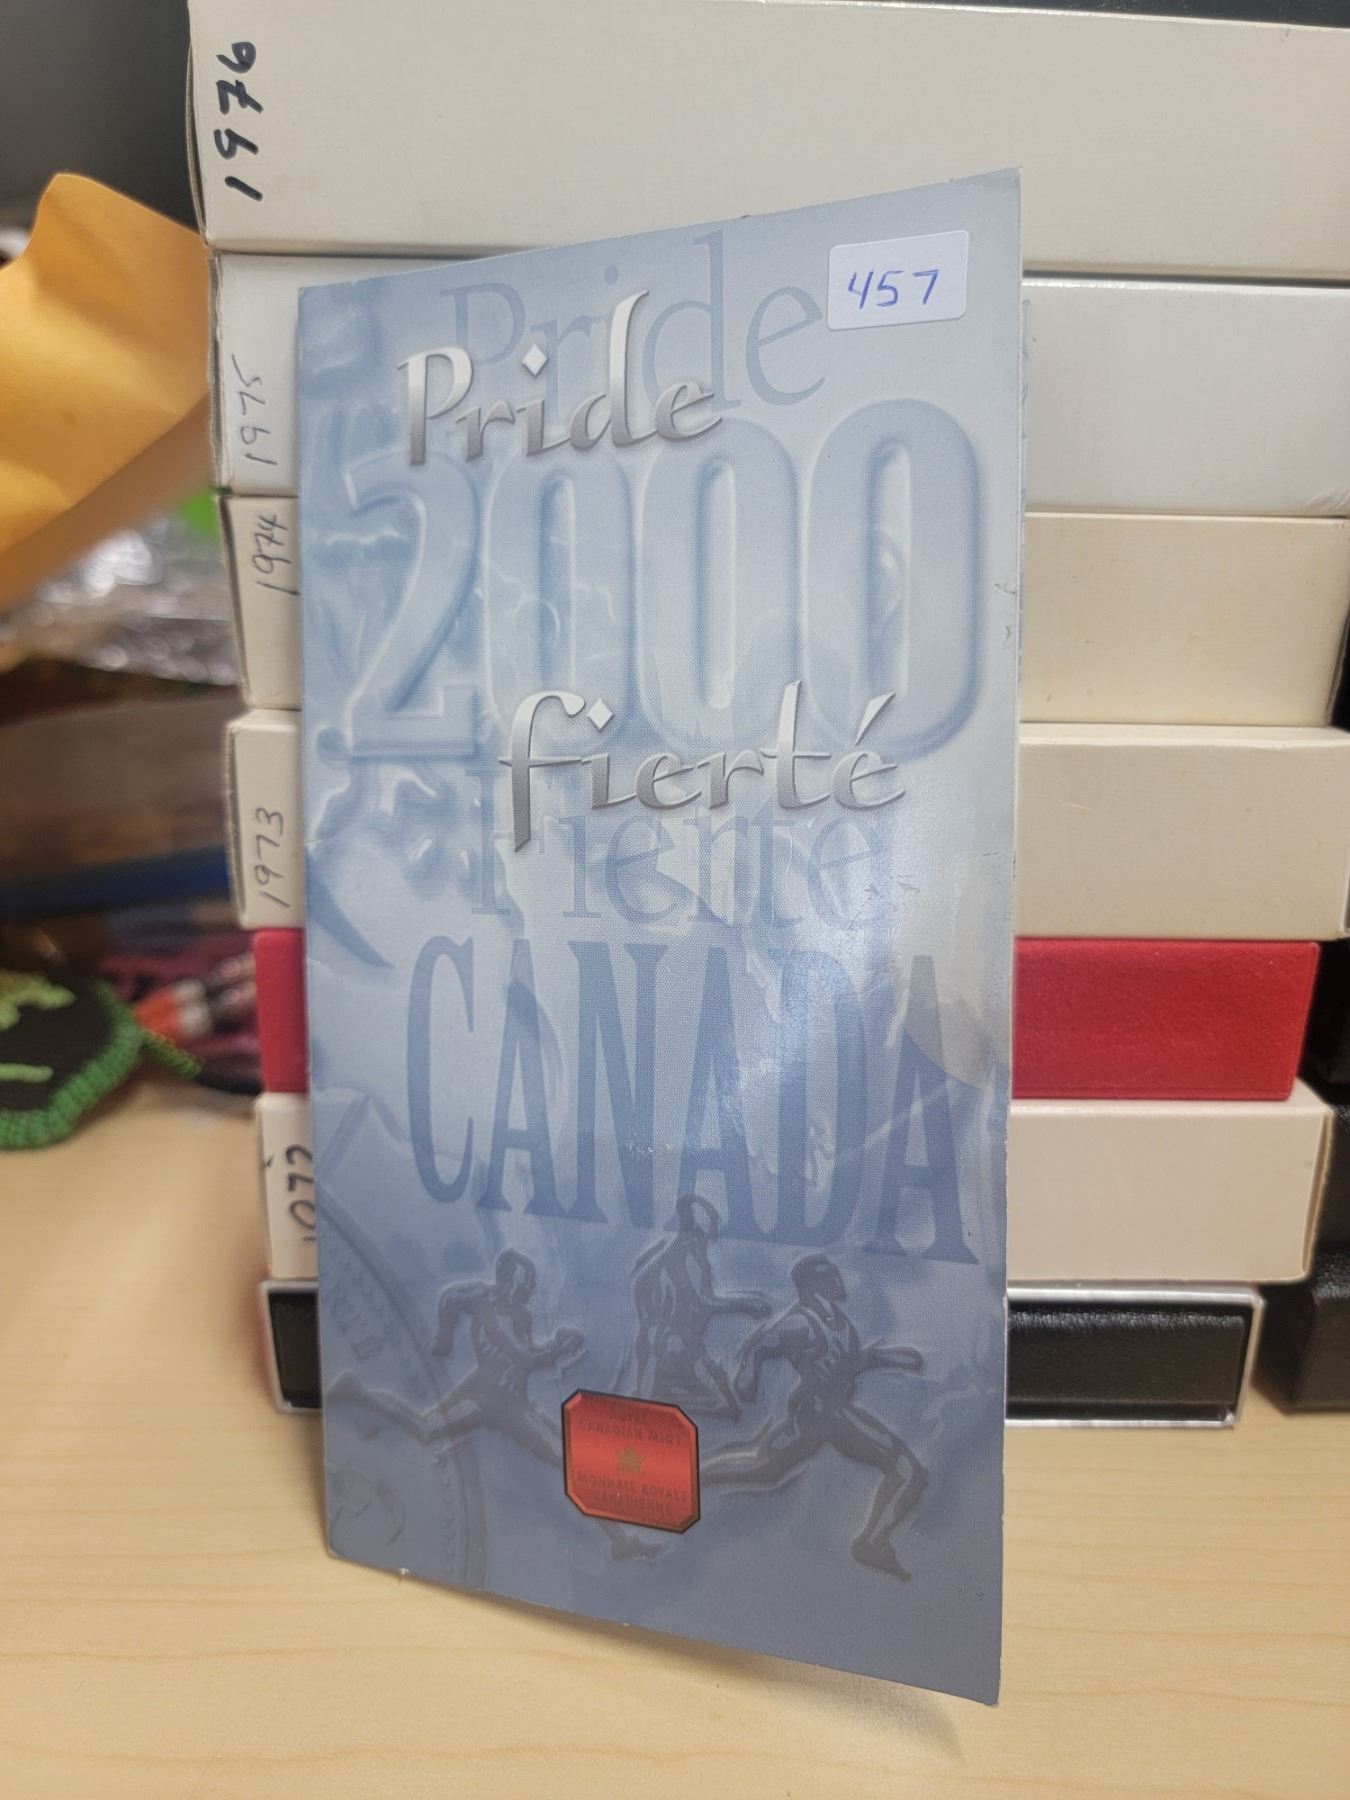 1976
457
Pride
Pride
2000
1975
1974
fierté
Fierté
1973
CANADA
1972
ROYAL
CANADIAN MINT
MONNAIE ROYALE
CANADIENNE